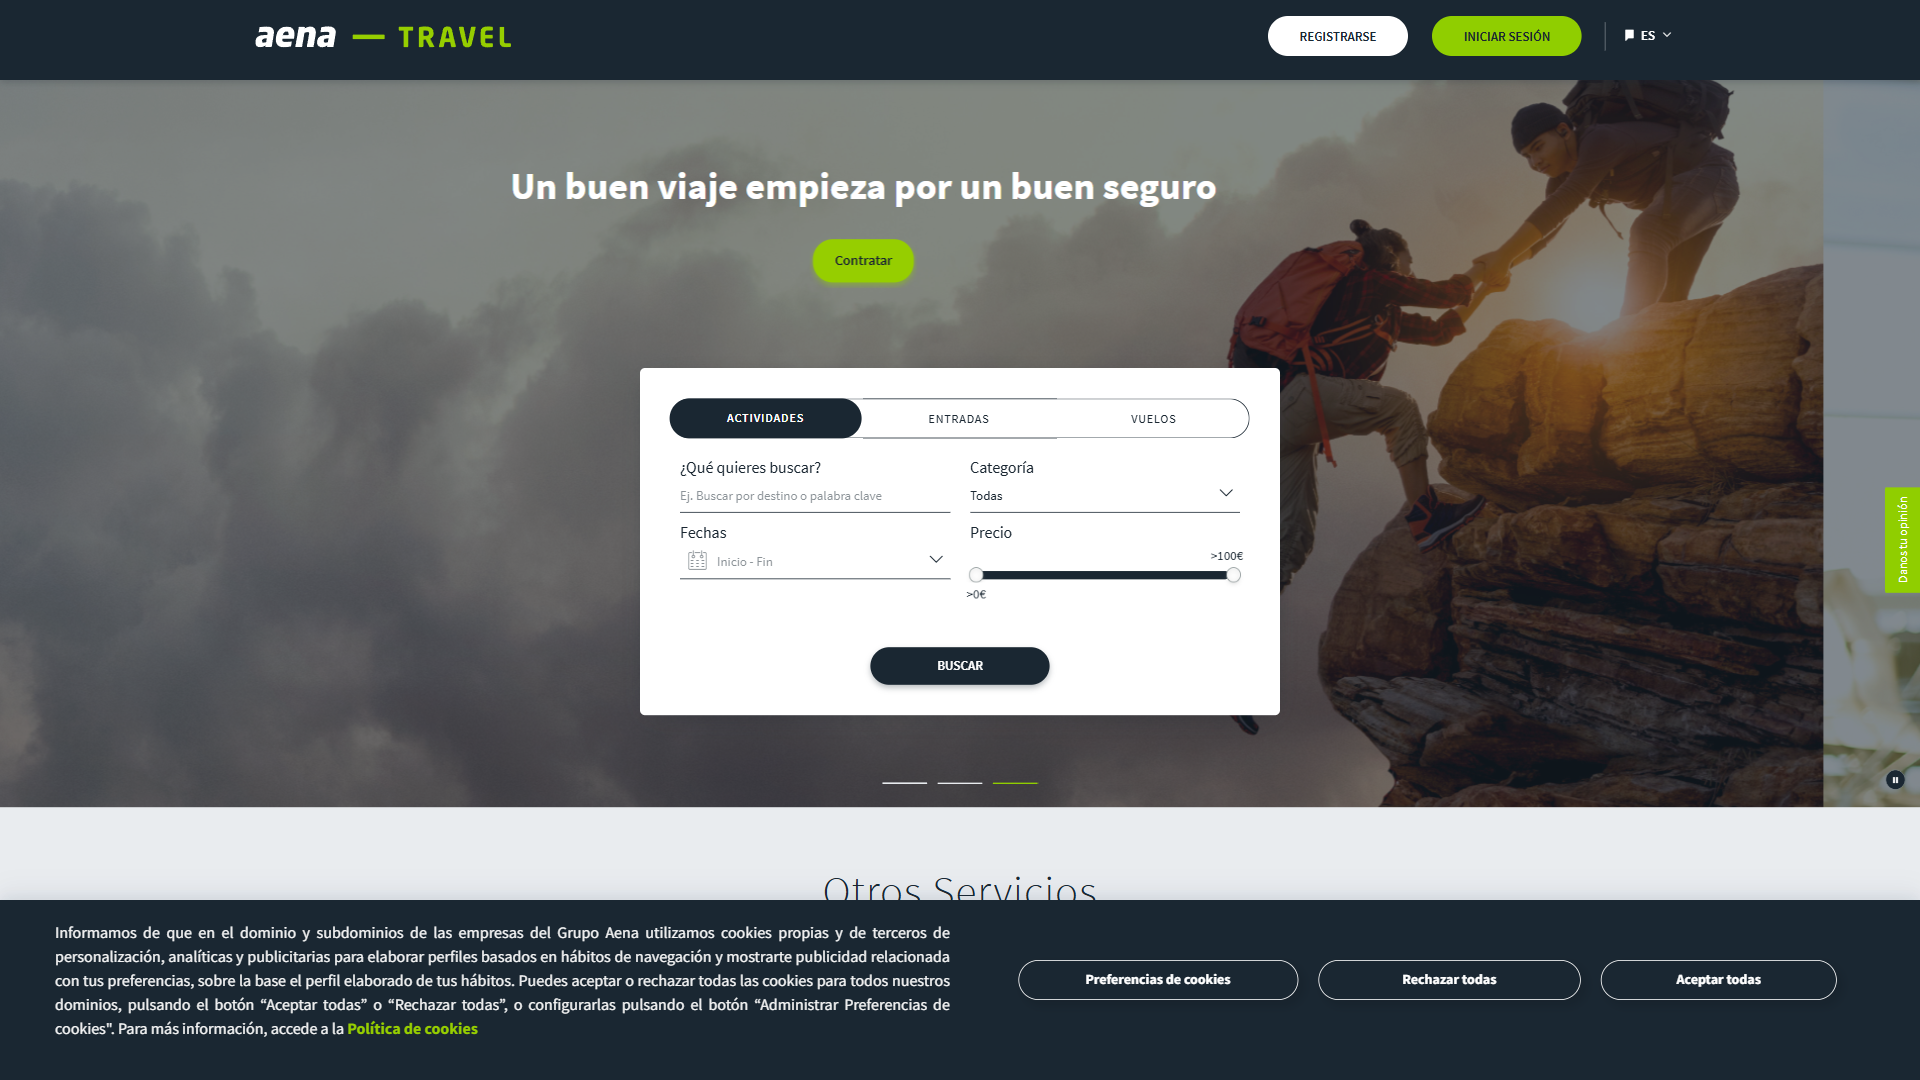 aena — TRAVEL
REGISTRARSE
INICIAR SESIÓN
ES
Un buen viaje empieza por un buen seguro
Contratar
ACTIVIDADES
ENTRADAS
VUELOS
¿Qué quieres buscar?
Ej. Buscar por destino o palabra clave
Categoría
Todas
Fechas
Inicio - Fin
Precio
>100€
>0€
BUSCAR
Danos tu opinión
Otros Servicios
Informamos de que en el dominio y subdominios de las empresas del Grupo Aena utilizamos cookies propias y de terceros de
personalización, analíticas y publicitarias para elaborar perfiles basados en hábitos de navegación y mostrarte publicidad relacionada
con tus preferencias, sobre la base el perfil elaborado de tus hábitos. Puedes aceptar o rechazar todas las cookies para todos nuestros
dominios, pulsando el botón “Aceptar todas” o “Rechazar todas”, o configurarlas pulsando el botón “Administrar Preferencias de
cookies". Para más información, accede a la Política de cookies
Preferencias de cookies
Rechazar todas
Aceptar todas